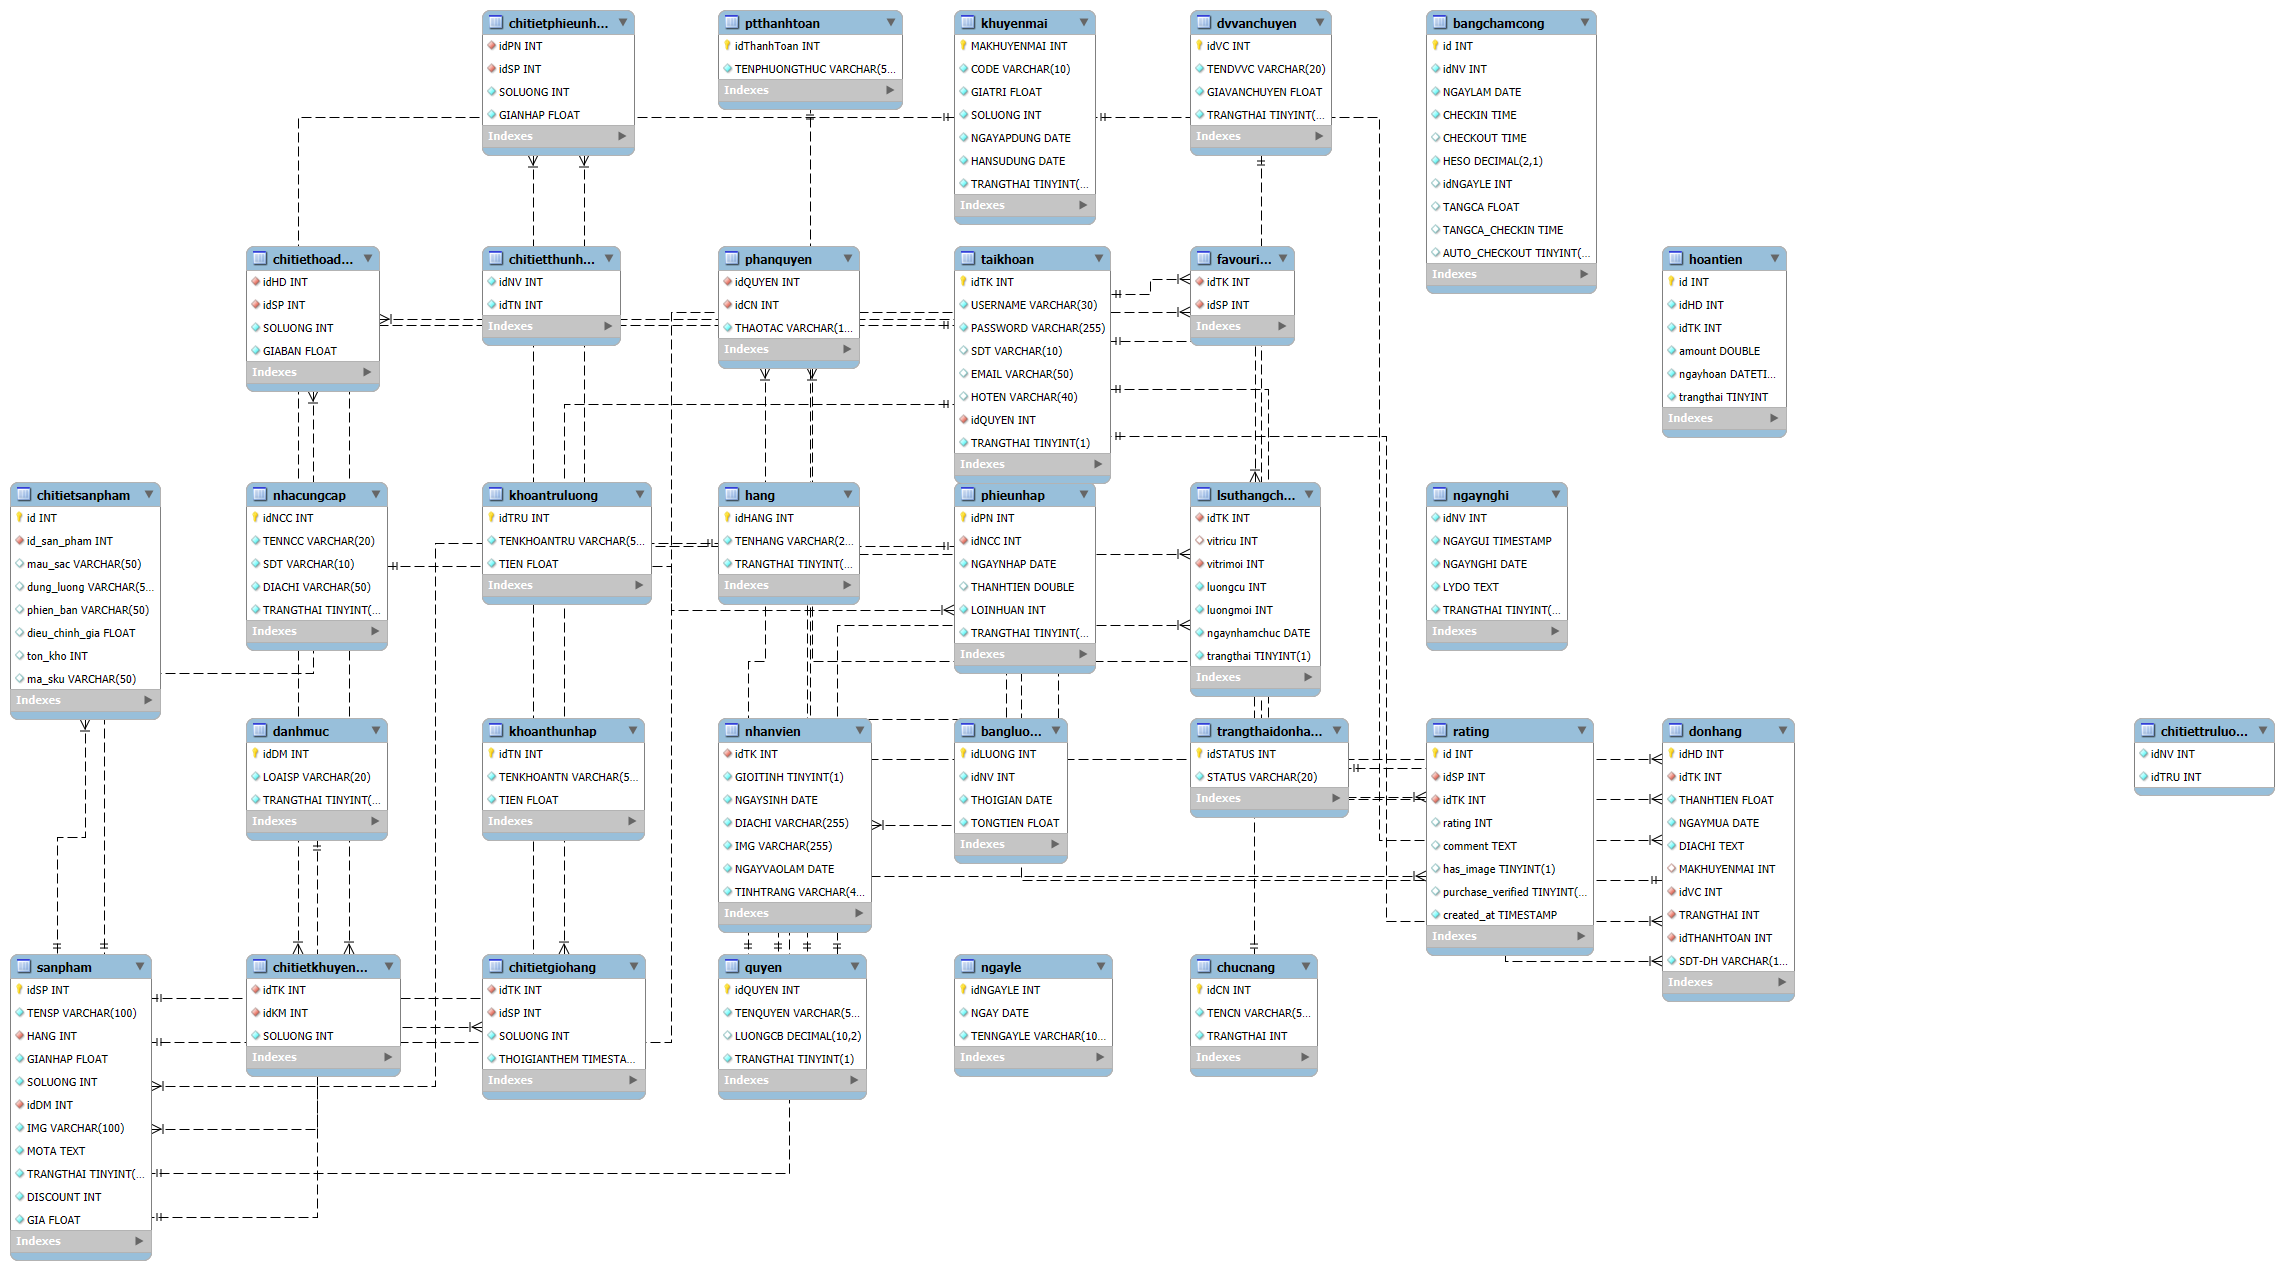 chitietphieunh...
idPN INT
idSP INT
SOLUONG INT
GIANHAP FLOAT
Indexes
ptthanhtoan
idThanhToan INT
TENPHUONGTHUC VARCHAR(5...
Indexes
khuyenmai
MAKHUYENMAI INT
CODE VARCHAR(10)
GIATRI FLOAT
SOLUONG INT
NGAYAPDUNG DATE
HANSUDUNG DATE
TRANGTHAI TINYINT(...
Indexes
dvvanchuyen
idVC INT
TENDVVC VARCHAR(20)
GIAVANCHUYEN FLOAT
TRANGTHAI TINYINT(...
Indexes
bangchamcong
id INT
idNV INT
NGAYLAM DATE
CHECKIN TIME
CHECKOUT TIME
HESO DECIMAL(2,1)
idNGAYLE INT
TANGCA FLOAT
TANGCA_CHECKIN TIME
AUTO_CHECKOUT TINYINT(...
Indexes
chitiethoad...
idHD INT
idSP INT
SOLUONG INT
GIABAN FLOAT
Indexes
chitietthunh...
idNV INT
idTN INT
Indexes
phanquyen
idQUYEN INT
idCN INT
THAOTAC VARCHAR(1...
Indexes
taikhoan
idTK INT
USERNAME VARCHAR(30)
PASSWORD VARCHAR(255)
SDT VARCHAR(10)
EMAIL VARCHAR(50)
HOTEN VARCHAR(40)
idQUYEN INT
TRANGTHAI TINYINT(1)
Indexes
favouri...
idTK INT
idSP INT
Indexes
hoantien
id INT
idHD INT
idTK INT
amount DOUBLE
ngayhoan DATETI...
trangthai TINYINT
Indexes
chitietsanpham
id INT
id_san_pham INT
mau_sac VARCHAR(50)
dung_luong VARCHAR(5...
phien_ban VARCHAR(50)
dieu_chinh_gia FLOAT
ton_kho INT
ma_sku VARCHAR(50)
Indexes
nhacungcap
idNCC INT
TENNCC VARCHAR(20)
SDT VARCHAR(10)
DIACHI VARCHAR(50)
TRANGTHAI TINYINT(...
Indexes
khoantruluong
idTRU INT
TENKHOANTRU VARCHAR(5...
TIEN FLOAT
Indexes
hang
idHANG INT
TENHANG VARCHAR(2...
TRANGTHAI TINYINT(...
Indexes
phieunhap
idPN INT
idNCC INT
NGAYNHAP DATE
THANHTIEN DOUBLE
LOINHUAN INT
TRANGTHAI TINYINT(...
Indexes
lsuthangch...
idTK INT
vitricu INT
vitrimoi INT
luongcu INT
luongmoi INT
ngaynhamchuc DATE
trangthai TINYINT(1)
Indexes
ngaynghi
idNV INT
NGAYGUI TIMESTAMP
NGAYNGHI DATE
LYDO TEXT
TRANGTHAI TINYINT(...
Indexes
danhmuc
idDM INT
LOAISP VARCHAR(20)
TRANGTHAI TINYINT(...
Indexes
khoanthunhap
idTN INT
TENKHOANTN VARCHAR(5...
TIEN FLOAT
Indexes
nhanvien
idTK INT
GIOITINH TINYINT(1)
NGAYSINH DATE
DIACHI VARCHAR(255)
IMG VARCHAR(255)
NGAYVAOLAM DATE
TINHTRANG VARCHAR(4...
Indexes
bangluo...
idLUONG INT
idNV INT
THOIGIAN DATE
TONGTIEN FLOAT
Indexes
trangthaidonha...
idSTATUS INT
STATUS VARCHAR(20)
Indexes
rating
id INT
idSP INT
idTK INT
rating INT
comment TEXT
has_image TINYINT(1)
purchase_verified TINYINT(...
created_at TIMESTAMP
Indexes
donhang
idHD INT
idTK INT
THANHTIEN FLOAT
NGAYMUA DATE
DIACHI TEXT
MAKHUYENMAI INT
idVC INT
TRANGTHAI INT
idTHANHTOAN INT
SDT-DH VARCHAR(1...
Indexes
chitiettruluo...
idNV INT
idTRU INT
sanpham
idSP INT
TENSP VARCHAR(100)
HANG INT
GIANHAP FLOAT
SOLUONG INT
idDM INT
IMG VARCHAR(100)
MOTA TEXT
TRANGTHAI TINYINT(...
DISCOUNT INT
GIA FLOAT
Indexes
chitietkhuyen...
idTK INT
idKM INT
SOLUONG INT
Indexes
chitietgiohang
idTK INT
idSP INT
SOLUONG INT
THOIGIANTHEM TIMESTA...
Indexes
quyen
idQUYEN INT
TENQUYEN VARCHAR(5...
LUONGCB DECIMAL(10,2)
TRANGTHAI TINYINT(1)
Indexes
ngayle
idNGAYLE INT
NGAY DATE
TENNGAYLE VARCHAR(10...
Indexes
chucnang
idCN INT
TENCN VARCHAR(5...
TRANGTHAI INT
Indexes